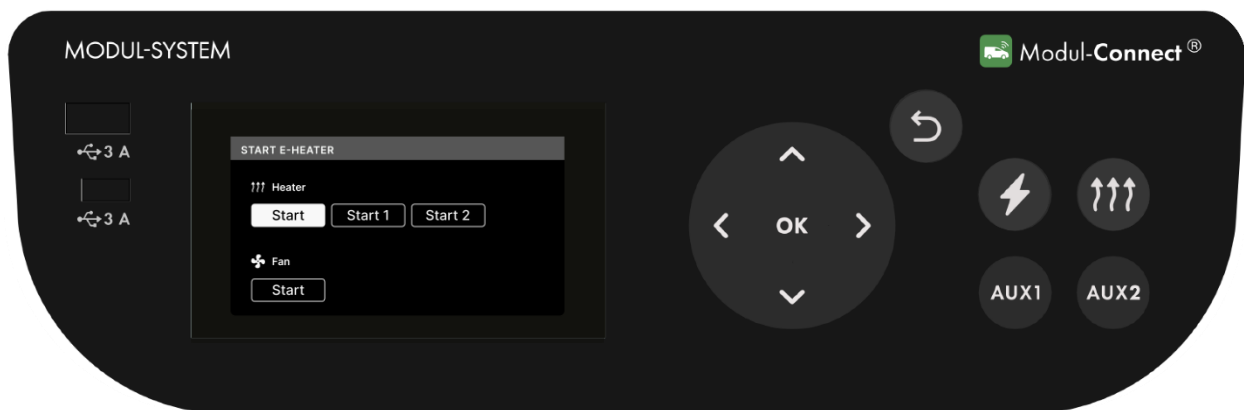 MODUL-SYSTEM
Modul-Connect ®
3 A
3 A
START E-HEATER
Heater
Start
Start 1
Start 2
Fan
Start
OK
AUX1
AUX2